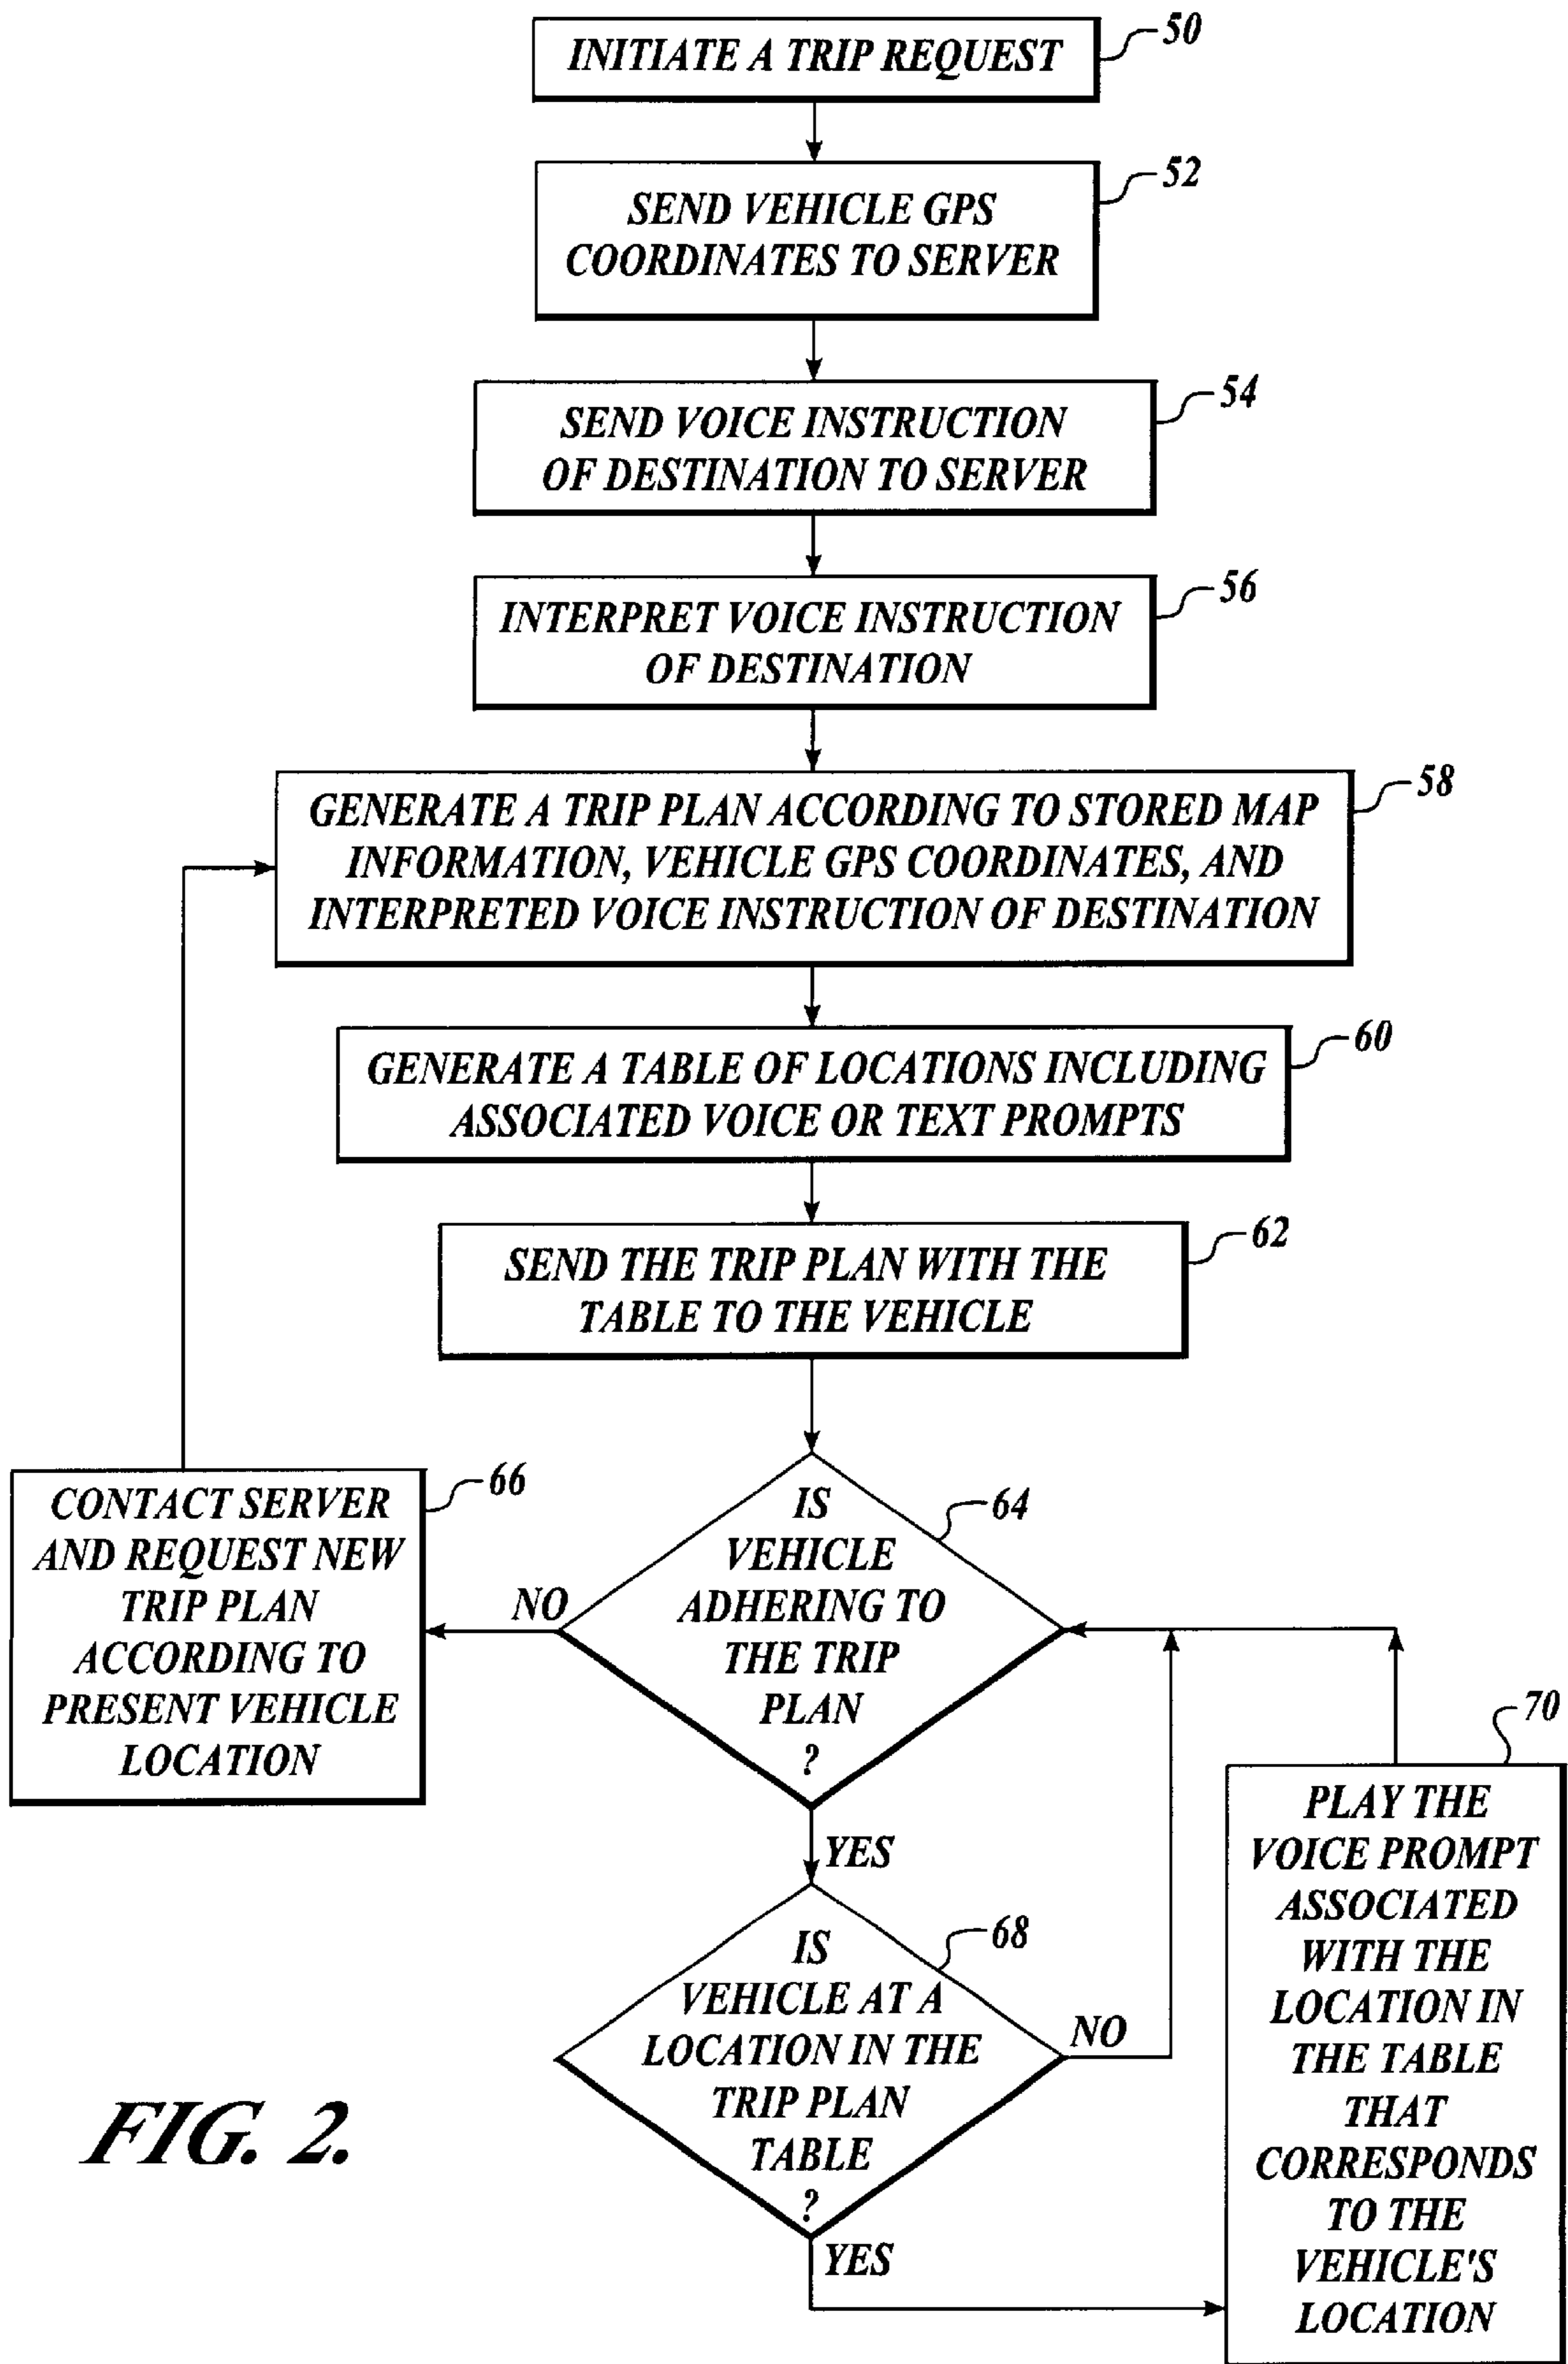 INITIATE A TRIP REQUEST
50
SEND VEHICLE GPS
COORDINATES TO SERVER
52
SEND VOICE INSTRUCTION
OF DESTINATION TO SERVER
54
INTERPRET VOICE INSTRUCTION
OF DESTINATION
56
GENERATE A TRIP PLAN ACCORDING TO STORED MAP
INFORMATION, VEHICLE GPS COORDINATES, AND
INTERPRETED VOICE INSTRUCTION OF DESTINATION
58
GENERATE A TABLE OF LOCATIONS INCLUDING
ASSOCIATED VOICE OR TEXT PROMPTS
60
SEND THE TRIP PLAN WITH THE
TABLE TO THE VEHICLE
62
IS
VEHICLE
ADHERING TO
THE TRIP
PLAN
?
64
NO
CONTACT SERVER
AND REQUEST NEW
TRIP PLAN
ACCORDING TO
PRESENT VEHICLE
LOCATION
66
YES
IS
VEHICLE AT A
LOCATION IN THE
TRIP PLAN
TABLE
?
68
NO
YES
PLAY THE
VOICE PROMPT
ASSOCIATED
WITH THE
LOCATION IN
THE TABLE
THAT
CORRESPONDS
TO THE
VEHICLE'S
LOCATION
70
FIG. 2.